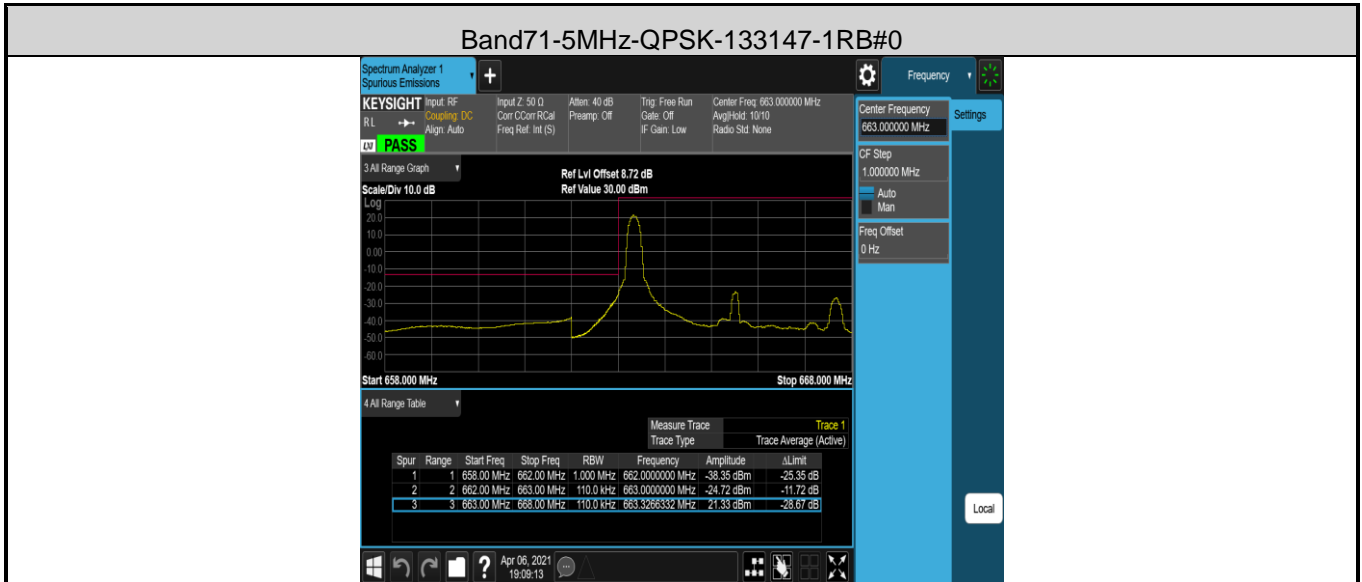 Band71-5MHz-QPSK-133147-1RB#0
Spectrum Analyzer 1
Spurious Emissions
+
Frequency
KEYSIGHT
R L
LXI
PASS
Input: RF
Coupling: DC
Align: Auto
Input Z: 50 Ω
Corr CCorr RCal
Freq Ref: Int (S)
Atten: 40 dB
Preamp: Off
Trig: Free Run
Gate: Off
IF Gain: Low
Center Freq: 663.000000 MHz
Avg|Hold: 10/10
Radio Std: None
Center Frequency
663.000000 MHz
Settings
CF Step
1.000000 MHz
Auto
Man
Freq Offset
0 Hz
Local
3 All Range Graph
Ref Lvl Offset 8.72 dB
Scale/Div 10.0 dB
Ref Value 30.00 dBm
Log
20.0
10.0
0.00
-10.0
-20.0
-30.0
-40.0
-50.0
-60.0
Start 658.000 MHz
Stop 668.000 MHz
4 All Range Table
Measure Trace Trace 1
Trace Type Trace Average (Active)
Spur Range Start Freq Stop Freq RBW Frequency Amplitude ΔLimit
1 1 658.00 MHz 662.00 MHz 1.000 MHz 662.0000000 MHz -38.35 dBm -25.35 dB
2 2 662.00 MHz 663.00 MHz 110.0 kHz 663.0000000 MHz -24.72 dBm -11.72 dB
3 3 663.00 MHz 668.00 MHz 110.0 kHz 663.3266332 MHz 21.33 dBm -28.67 dB
?
Apr 06, 2021
19:09:13